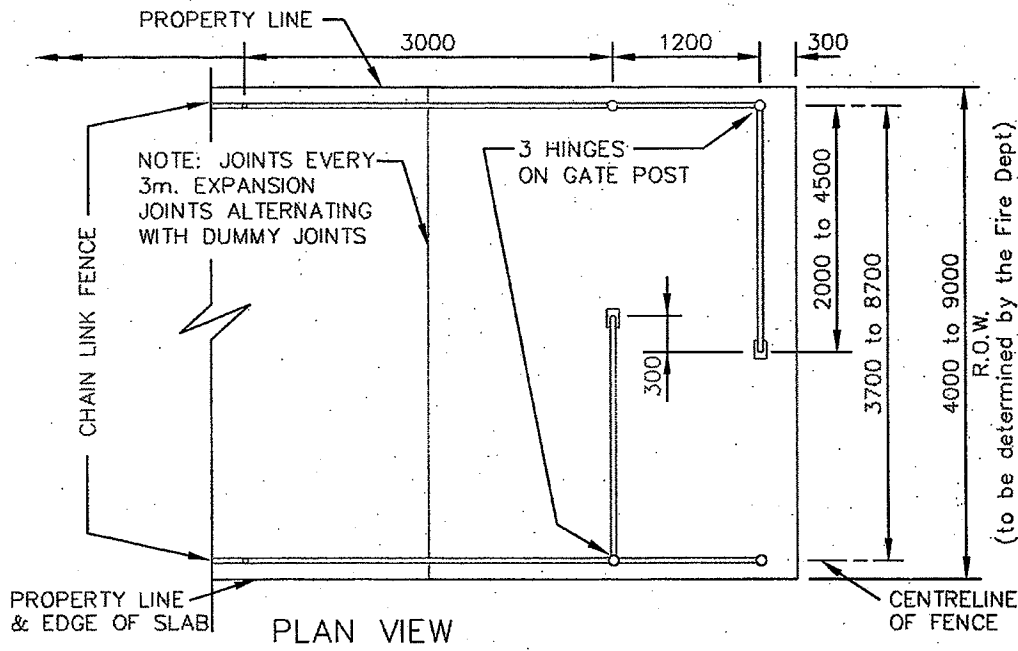 PROPERTY LINE
3000
1200
300
NOTE: JOINTS EVERY
3m. EXPANSION
JOINTS ALTERNATING
WITH DUMMY JOINTS
3 HINGES
ON GATE POST
CHAIN LINK FENCE
300
2000 to 4500
3700 to 8700
4000 to 9000
R.O.W.
(to be determined by the Fire Dept)
PROPERTY LINE
& EDGE OF SLAB
PLAN VIEW
CENTRELINE
OF FENCE